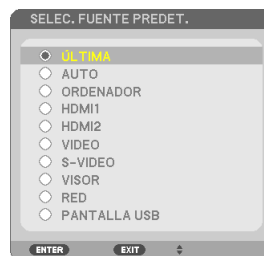 SELEC. FUENTE PREDET.
ÚLTIMA
AUTO
ORDENADOR
HDMI1
HDMI2
VIDEO
S-VIDEO
VISOR
RED
PANTALLA USB
ENTER EXIT